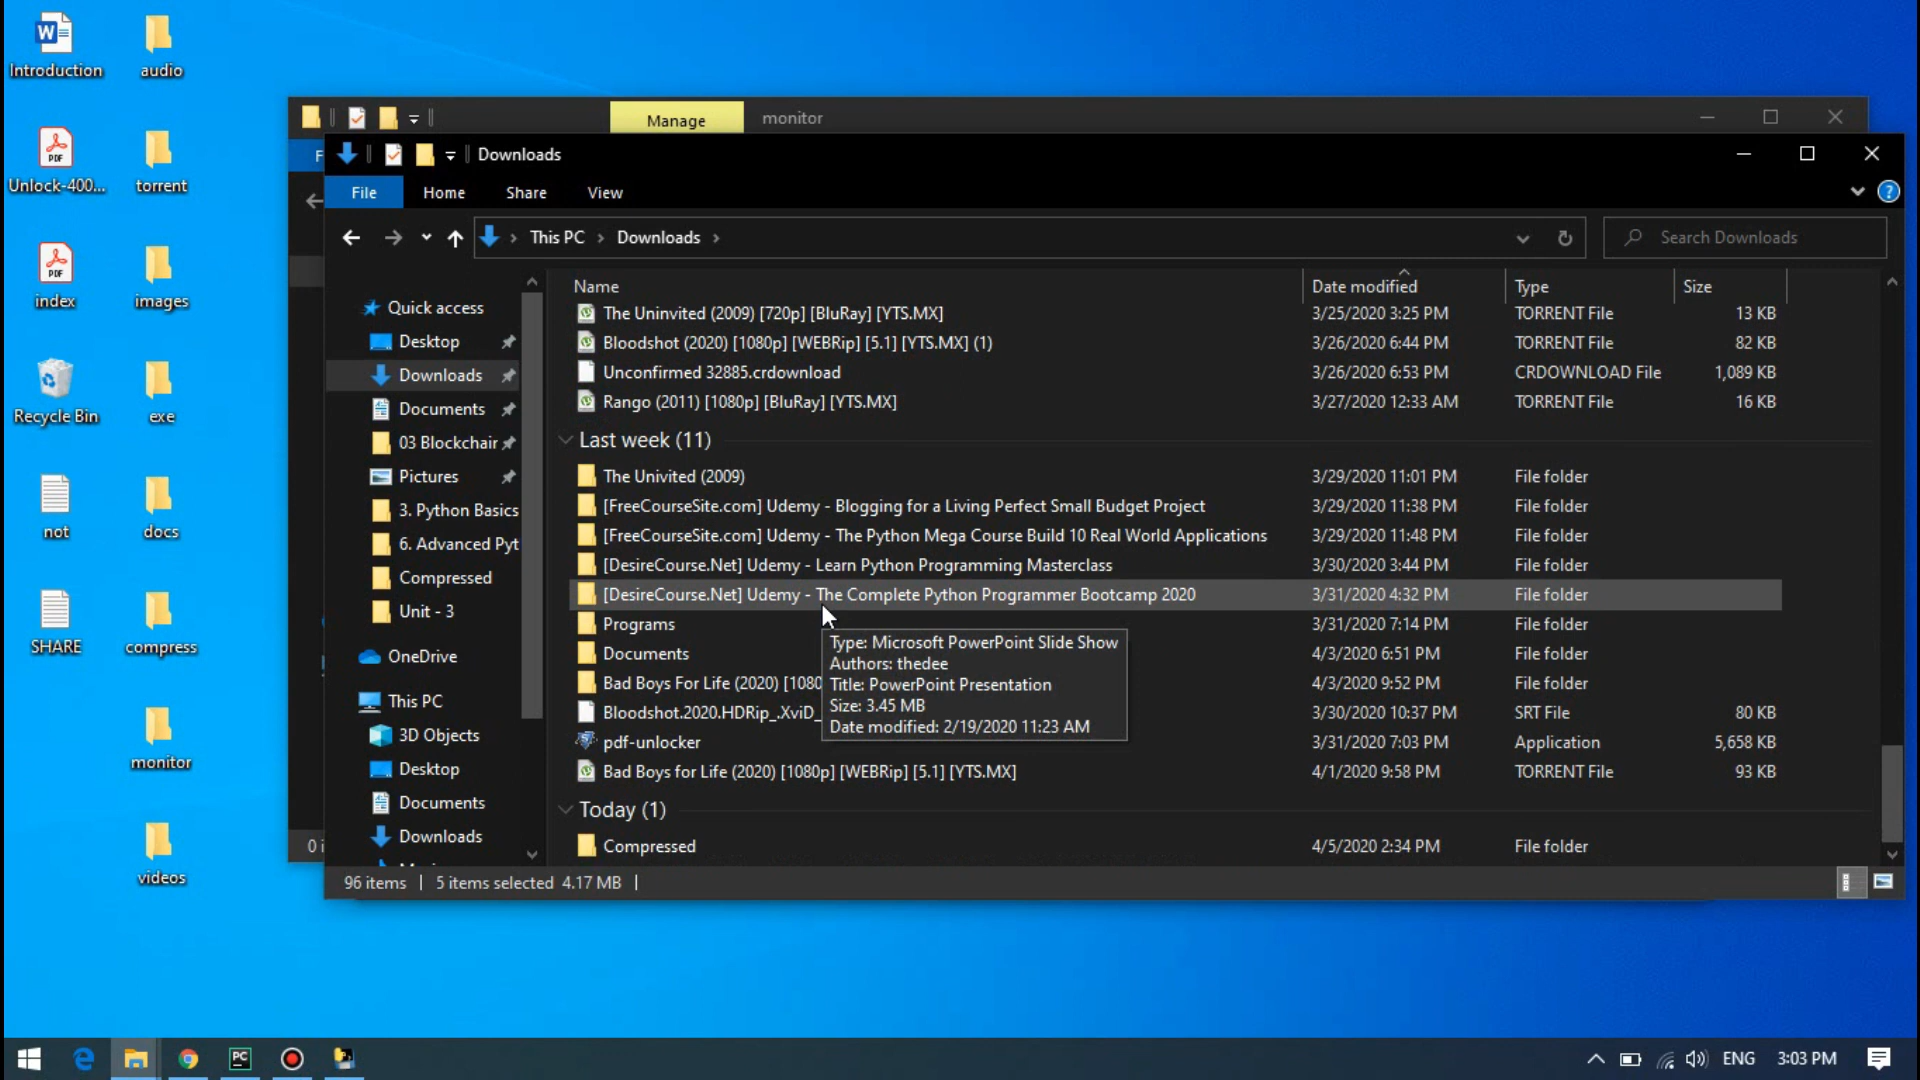 Introduction
audio
Unlock-400...
torrent
index
images
Recycle Bin
exe
not
docs
SHARE
compress
monitor
videos
Manage
monitor
Downloads
File
Home
Share
View
This PC
Downloads
Search Downloads
Quick access
Desktop
Downloads
Documents
03 Blockchair
Pictures
3. Python Basics
6. Advanced Pyt
Compressed
Unit - 3
OneDrive
This PC
3D Objects
Desktop
Documents
Downloads
Name Date modified Type Size
The Uninvited (2009) [720p] [BluRay] [YTS.MX] 3/25/2020 3:25 PM TORRENT File 13 KB
Bloodshot (2020) [1080p] [WEBRip] [5.1] [YTS.MX] (1) 3/26/2020 6:44 PM TORRENT File 82 KB
Unconfirmed 32885.crdownload 3/26/2020 6:53 PM CRDOWNLOAD File 1,089 KB
Rango (2011) [1080p] [BluRay] [YTS.MX] 3/27/2020 12:33 AM TORRENT File 16 KB
Last week (11)
The Univited (2009) 3/29/2020 11:01 PM File folder
[FreeCourseSite.com] Udemy - Blogging for a Living Perfect Small Budget Project 3/29/2020 11:38 PM File folder
[FreeCourseSite.com] Udemy - The Python Mega Course Build 10 Real World Applications 3/29/2020 11:48 PM File folder
[DesireCourse.Net] Udemy - Learn Python Programming Masterclass 3/30/2020 3:44 PM File folder
[DesireCourse.Net] Udemy - The Complete Python Programmer Bootcamp 2020 3/31/2020 4:32 PM File folder
Programs 3/31/2020 7:14 PM File folder
Documents 4/3/2020 6:51 PM File folder
Bad Boys For Life (2020) [1080 4/3/2020 9:52 PM File folder
Bloodshot.2020.HDRip_.XviD_ 3/30/2020 10:37 PM SRT File 80 KB
pdf-unlocker 3/31/2020 7:03 PM Application 5,658 KB
Bad Boys for Life (2020) [1080p] [WEBRip] [5.1] [YTS.MX] 4/1/2020 9:58 PM TORRENT File 93 KB
Today (1)
Compressed 4/5/2020 2:34 PM File folder
Type: Microsoft PowerPoint Slide Show
Authors: thedee
Title: PowerPoint Presentation
Size: 3.45 MB
Date modified: 2/19/2020 11:23 AM
96 items 5 items selected 4.17 MB
ENG 3:03 PM